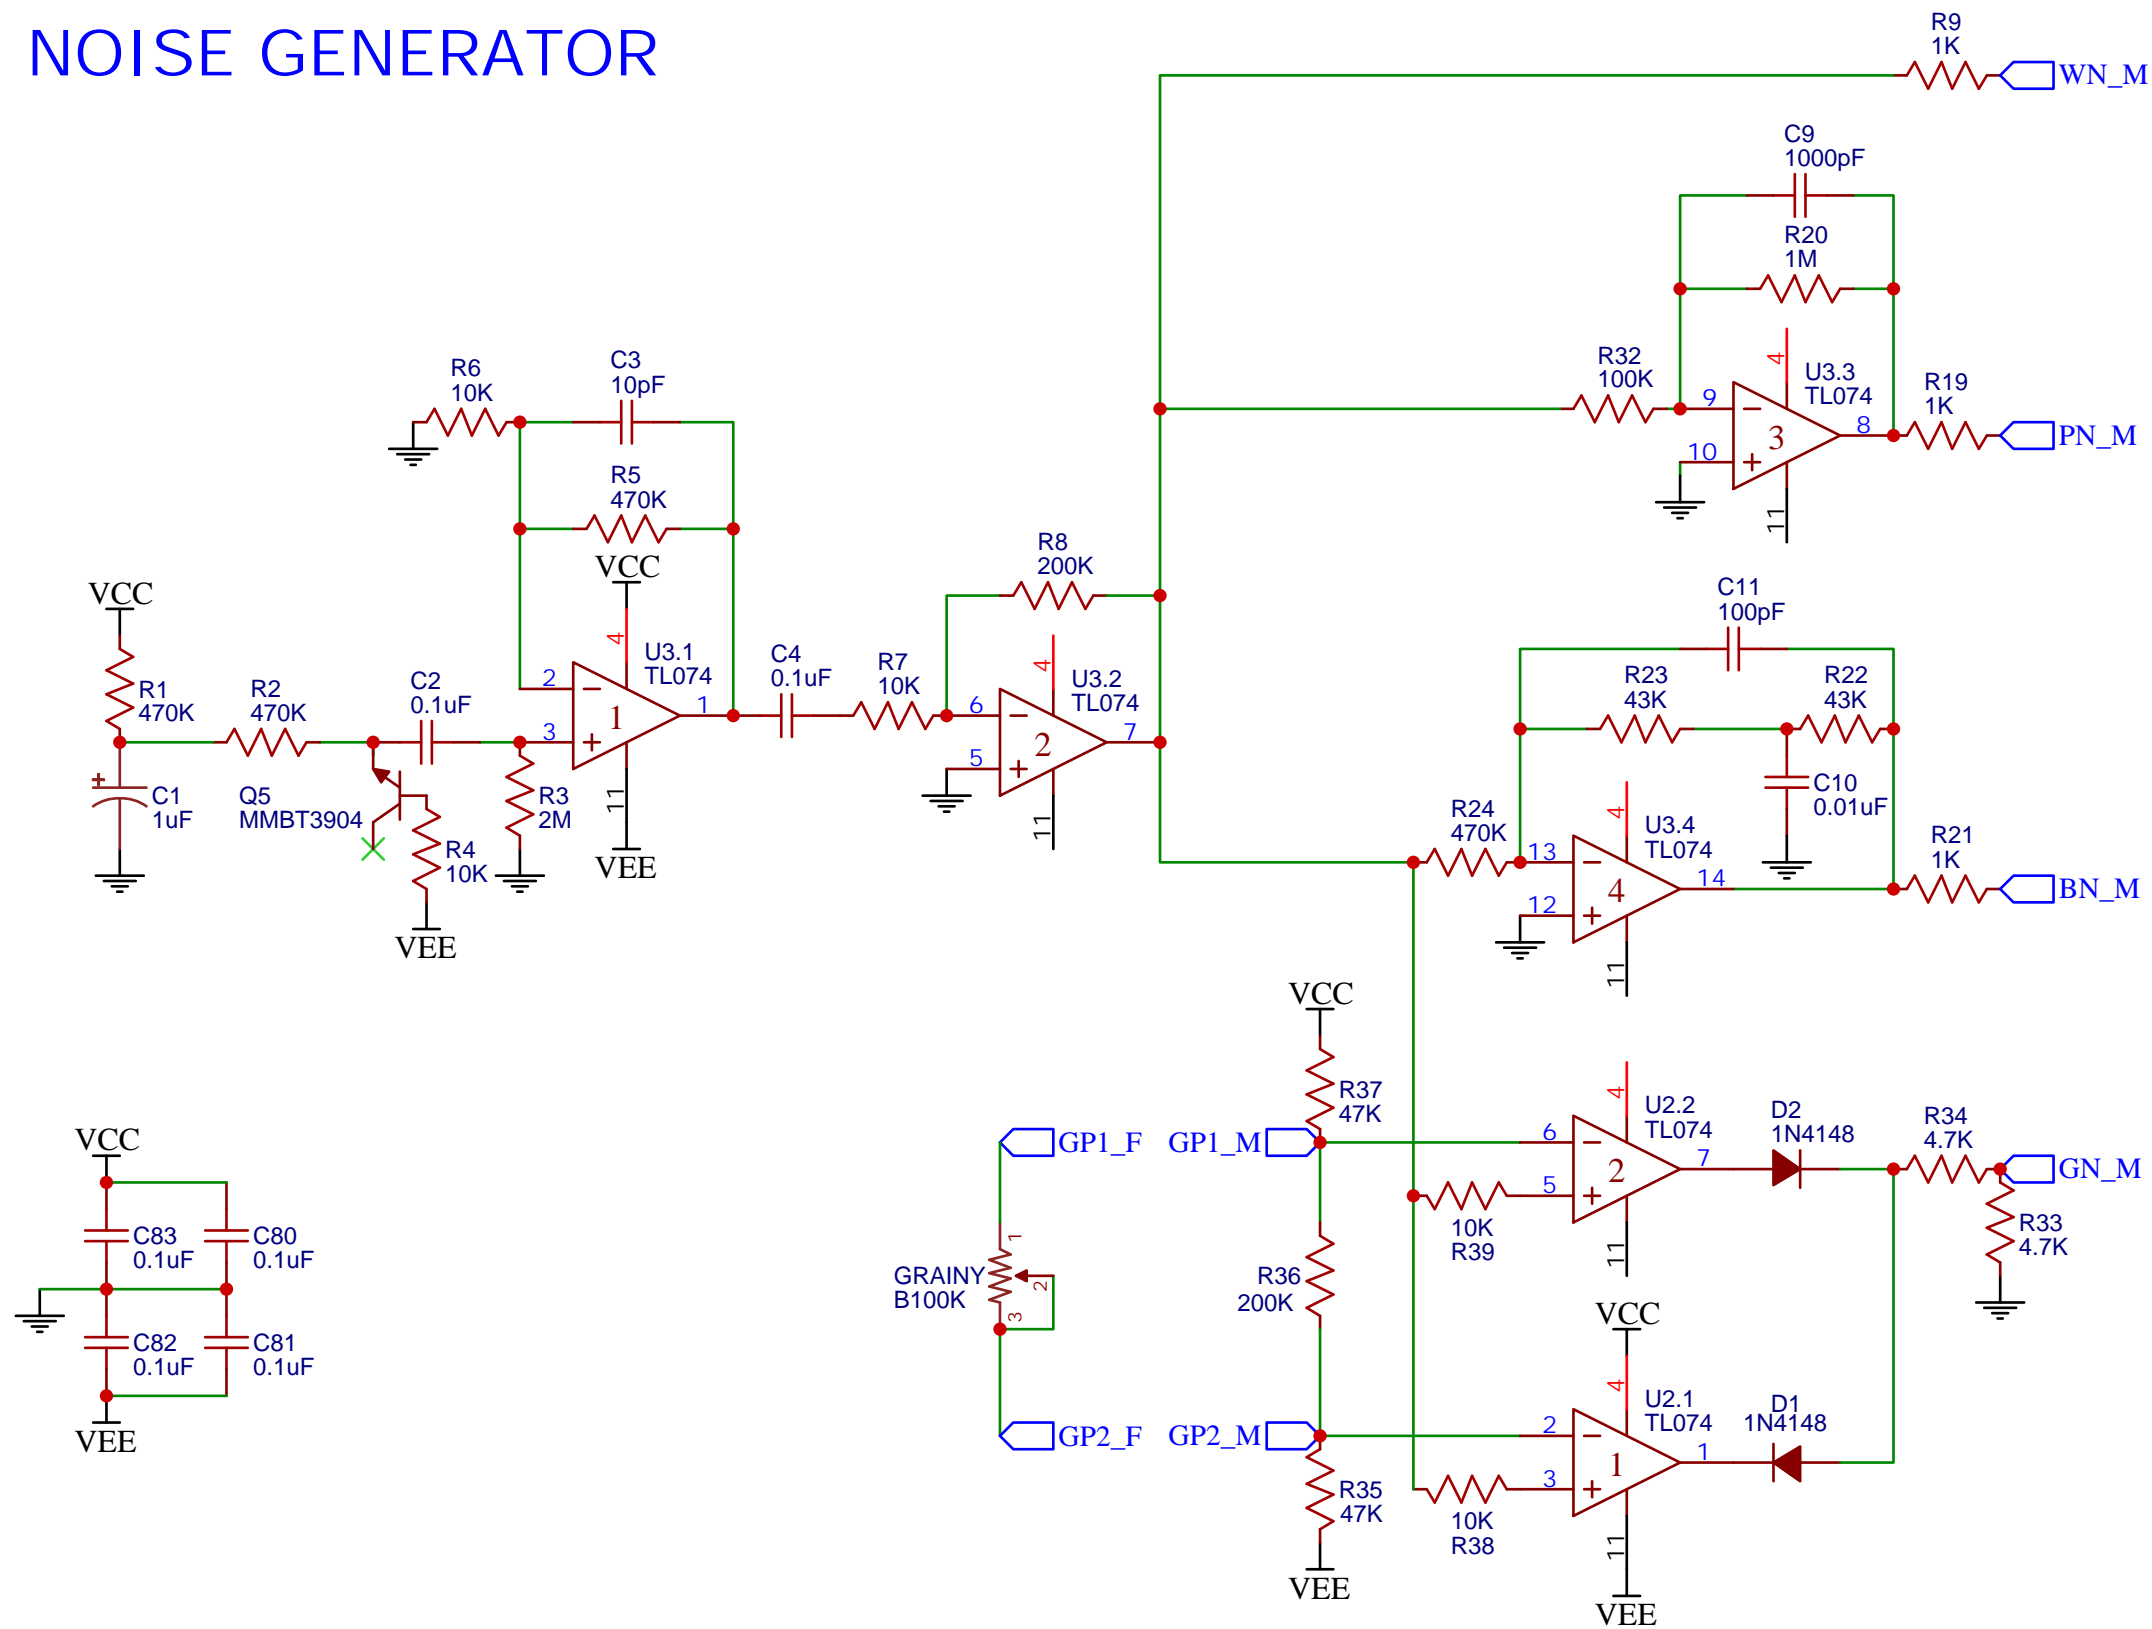 NOISE GENERATOR
R9
1K
WN_M
C9
1000pF
R20
1M
R32
100K
4
U3.3
TL074
9
10
3
8
11
R19
1K
PN_M
R6
10K
C3
10pF
R5
470K
VCC
4
U3.1
TL074
2
3
1
1
11
VEE
VCC
R1
470K
R2
470K
C2
0.1uF
C1
1uF
Q5
MMBT3904
R4
10K
VEE
R3
2M
C4
0.1uF
R7
10K
R8
200K
4
U3.2
TL074
6
5
2
7
11
C11
100pF
R23
43K
R22
43K
C10
0.01uF
R24
470K
4
U3.4
TL074
13
12
4
14
11
R21
1K
BN_M
VCC
R37
47K
GP1_F
GP1_M
GRAINY
B100K
1
2
3
R36
200K
GP2_F
GP2_M
R35
47K
VEE
4
U2.2
TL074
6
5
2
7
11
10K
R39
D2
1N4148
R34
4.7K
GN_M
R33
4.7K
VCC
4
U2.1
TL074
2
3
1
1
11
VEE
10K
R38
D1
1N4148
VCC
C83
0.1uF
C80
0.1uF
C82
0.1uF
C81
0.1uF
VEE